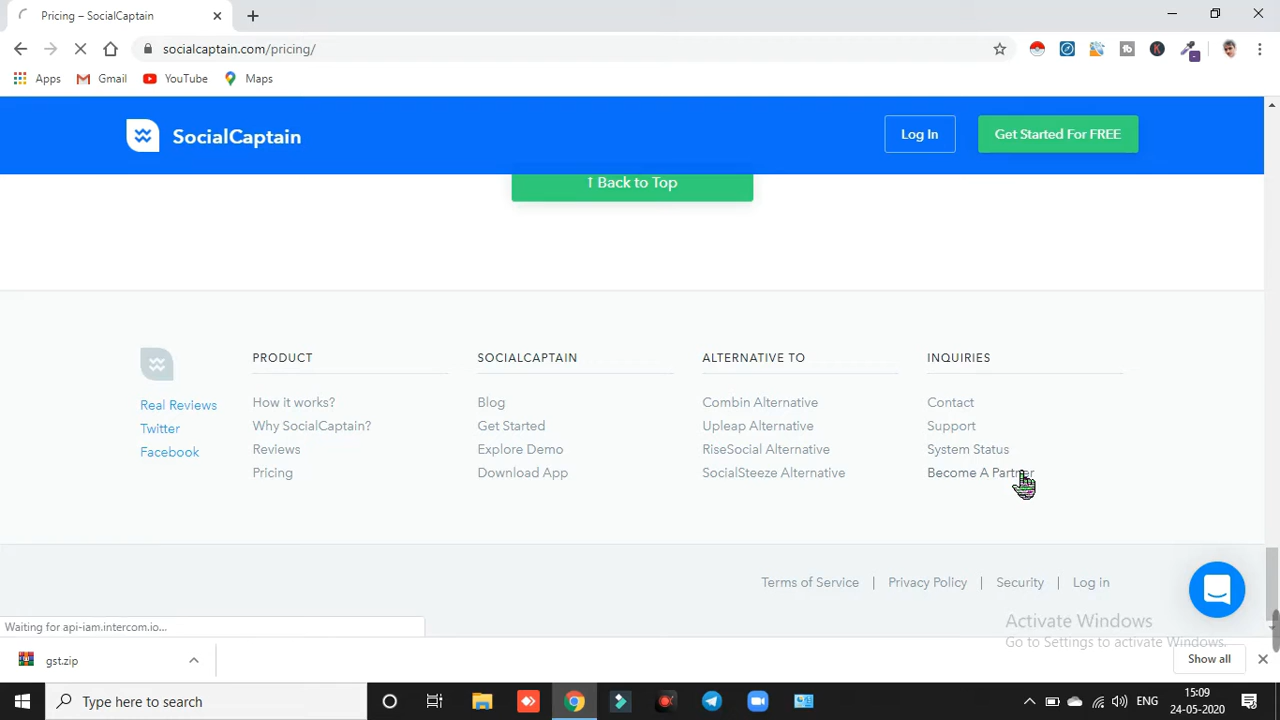 Pricing – SocialCaptain
socialcaptain.com/pricing/
Apps Gmail YouTube Maps
SocialCaptain
Log In
Get Started For FREE
↑ Back to Top
Real Reviews
Twitter
Facebook
PRODUCT
How it works?
Why SocialCaptain?
Reviews
Pricing
SOCIALCAPTAIN
Blog
Get Started
Explore Demo
Download App
ALTERNATIVE TO
Combin Alternative
Upleap Alternative
RiseSocial Alternative
SocialSteeze Alternative
INQUIRIES
Contact
Support
System Status
Become A Partner
Terms of Service | Privacy Policy | Security | Log in
Activate Windows
Go to Settings to activate Windows.
Waiting for api-iam.intercom.io...
gst.zip
Show all
Type here to search
ENG
15:09
24-05-2020